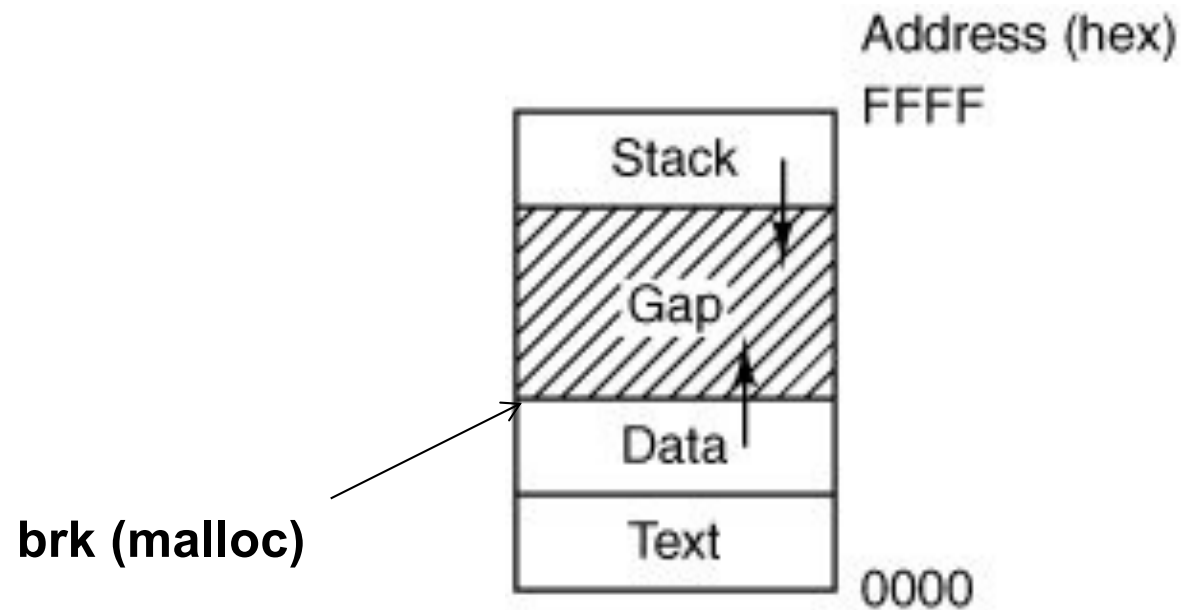 Address (hex)
FFFF
Stack
Gap
Data
brk (malloc)
Text
0000